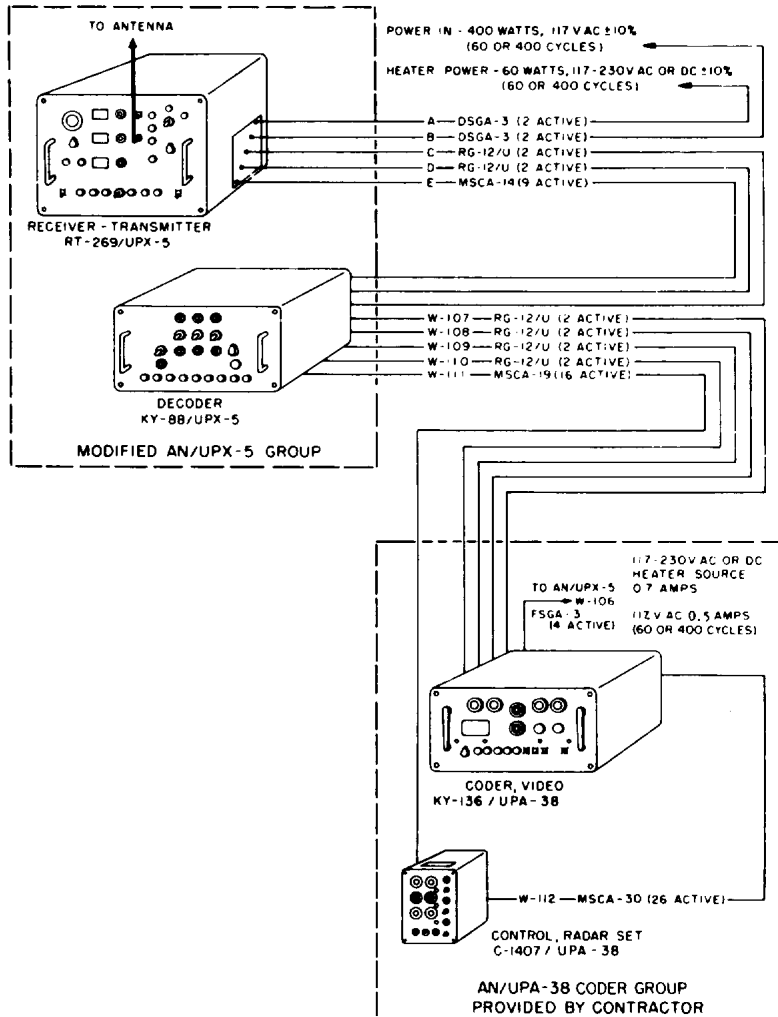 TO ANTENNA
POWER IN - 400 WATTS, 117 VAC ±10%
(60 OR 400 CYCLES)
HEATER POWER - 60 WATTS, 117-230V AC OR DC ±10%
(60 OR 400 CYCLES)
A — DSGA-3 (2 ACTIVE)
B — DSGA-3 (2 ACTIVE)
C — RG-12/U (2 ACTIVE)
D — RG-12/U (2 ACTIVE)
E — MSCA-14 (9 ACTIVE)
RECEIVER - TRANSMITTER
RT-269/UPX-5
W-107 — RG-12/U (2 ACTIVE)
W-108 — RG-12/U (2 ACTIVE)
W-109 — RG-12/U (2 ACTIVE)
W-110 — RG-12/U (2 ACTIVE)
W-111 — MSCA-19 (16 ACTIVE)
DECODER
KY-88/UPX-5
MODIFIED AN/UPX-5 GROUP
117-230V AC OR DC
HEATER SOURCE
0.7 AMPS
TO AN/UPX-5
W-106
FSGA-3
(4 ACTIVE)
117 V AC 0.5 AMPS
(60 OR 400 CYCLES)
CODER, VIDEO
KY-136 / UPA-38
W-112 — MSCA-30 (26 ACTIVE)
CONTROL, RADAR SET
C-1407 / UPA-38
AN/UPA-38 CODER GROUP
PROVIDED BY CONTRACTOR